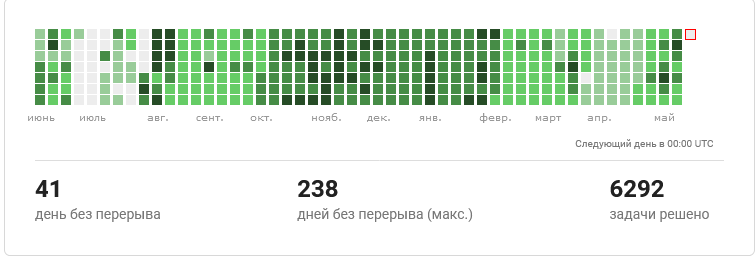 июнь июль авг. сент. окт. нояб. дек. янв. февр. март апр. май
Следующий день в 00:00 UTC
41 238 6292
день без перерыва дней без перерыва (макс.) задачи решено